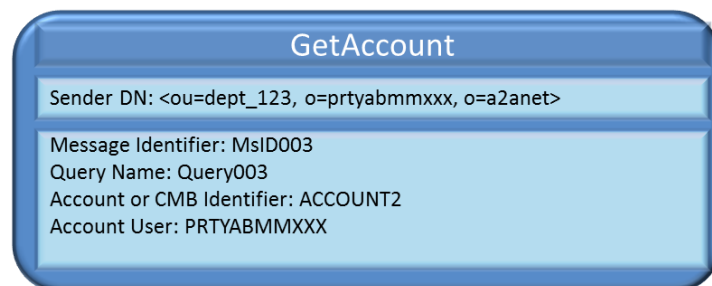 GetAccount
Sender DN: <ou=dept_123, o=prtyabmmxxx, o=a2anet>
Message Identifier: MsID003
Query Name: Query003
Account or CMB Identifier: ACCOUNT2
Account User: PRTYABMMXXX